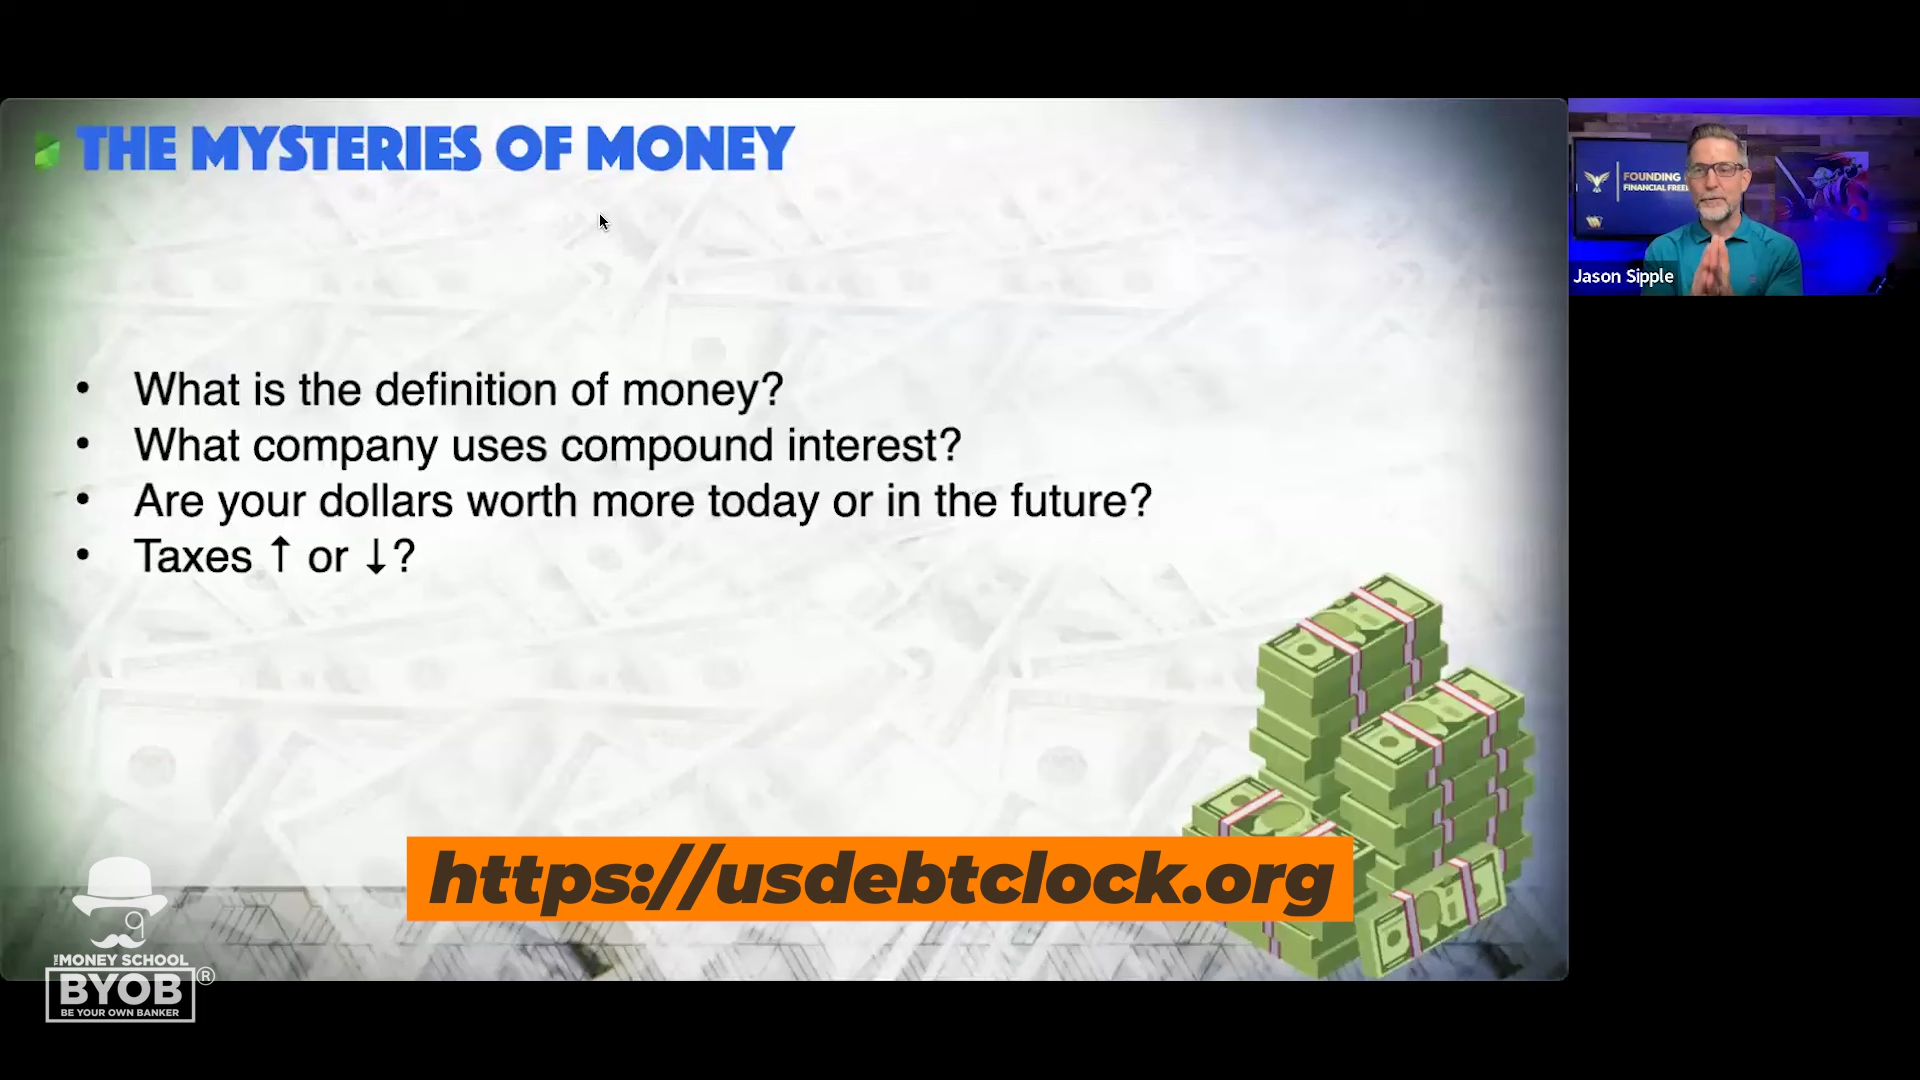 THE MYSTERIES OF MONEY
• What is the definition of money?
• What company uses compound interest?
• Are your dollars worth more today or in the future?
• Taxes ↑ or ↓?
https://usdebtclock.org
THE MONEY SCHOOL
BYOB®
BE YOUR OWN BANKER
FOUNDING
FINANCIAL
Jason Sipple